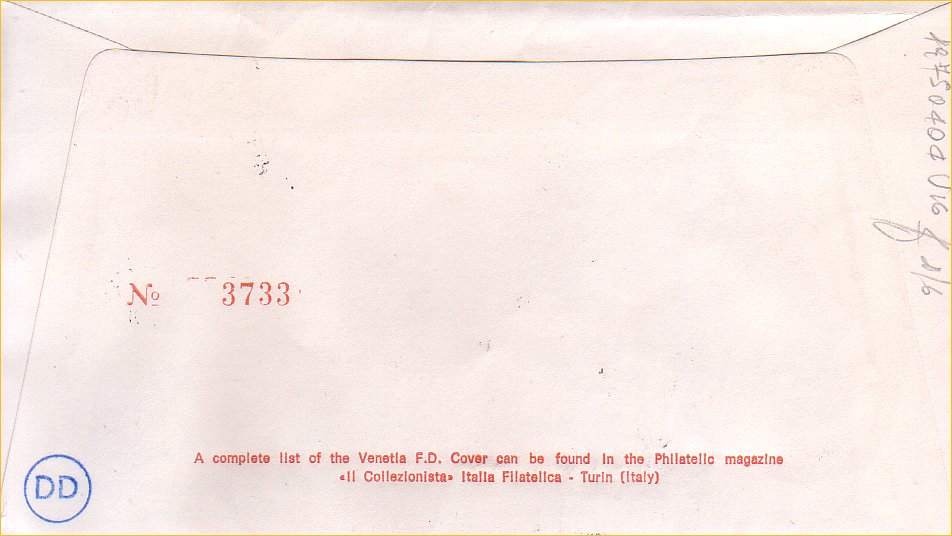 № 3733
A complete list of the Venetia F.D. Cover can be found in the Philatelic magazine
«Il Collezionista» Italia Filatelica - Turin (Italy)
DD